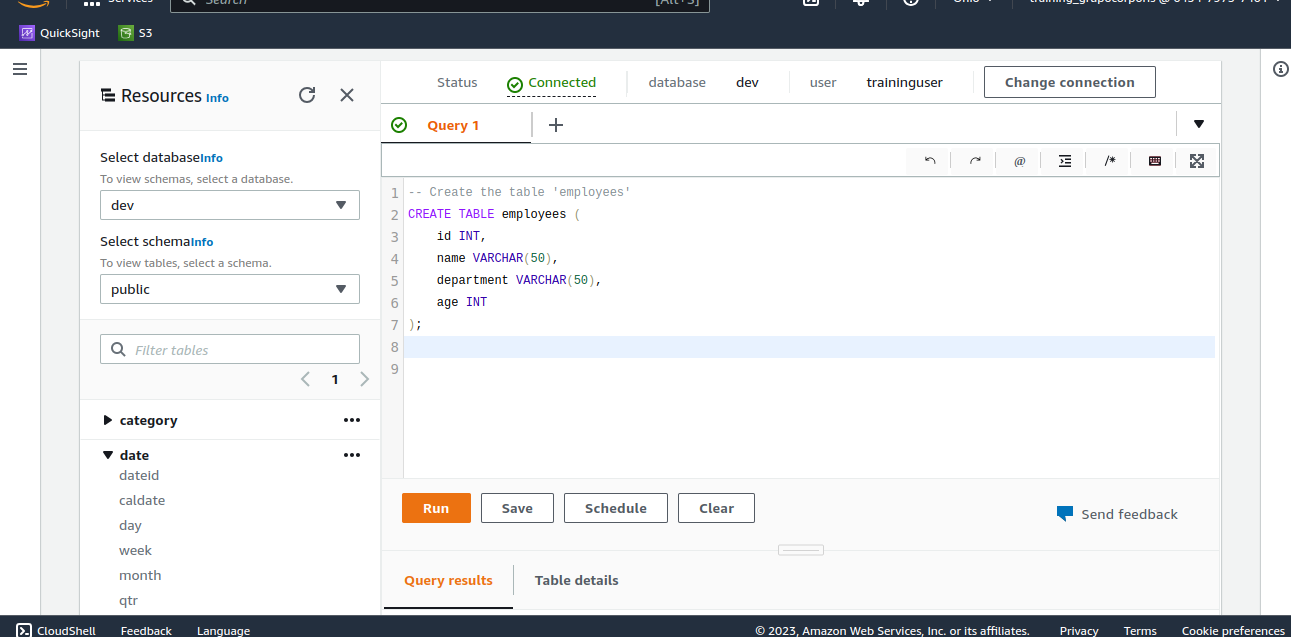 Services
Search
[Alt+S]
Ohio
QuickSight
S3
Resources Info
Select databaseInfo
To view schemas, select a database.
dev
Select schemaInfo
To view tables, select a schema.
public
Filter tables
1
category
date
dateid
caldate
day
week
month
qtr
Status Connected database dev user traininguser Change connection
Query 1
@
/*
1 -- Create the table 'employees'
2 CREATE TABLE employees (
3 id INT,
4 name VARCHAR(50),
5 department VARCHAR(50),
6 age INT
7 );
8
9
Run Save Schedule Clear
Send feedback
Query results Table details
CloudShell Feedback Language © 2023, Amazon Web Services, Inc. or its affiliates. Privacy Terms Cookie preferences